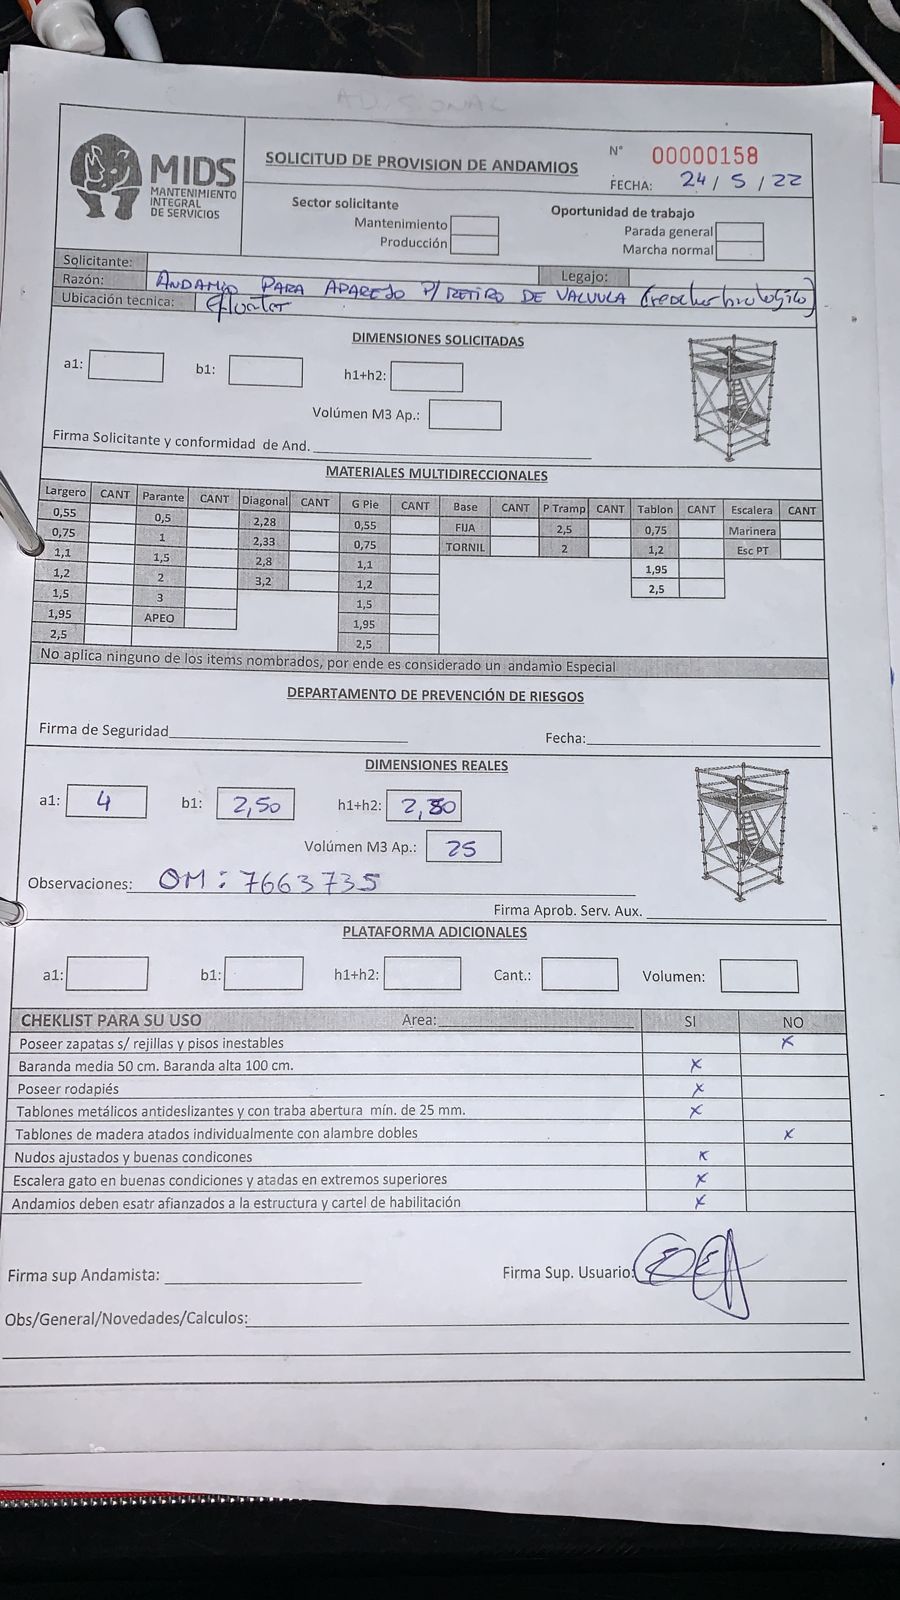 ADISIONAL
MIDS
MANTENIMIENTO
INTEGRAL
DE SERVICIOS
SOLICITUD DE PROVISION DE ANDAMIOS
N° 00000158
FECHA: 24 / 5 / 22
Sector solicitante
Mantenimiento
Producción
Oportunidad de trabajo
Parada general
Marcha normal
Solicitante:
Legajo:
Razón: ANDAMIO PARA APAREJO P/ RETIRO DE VALVULA
Ubicación tecnica:
DIMENSIONES SOLICITADAS
a1: b1: h1+h2:
Volúmen M3 Ap.:
Firma Solicitante y conformidad de And.
MATERIALES MULTIDIRECCIONALES
Largero CANT Parante CANT Diagonal CANT G Pie CANT Base CANT P Tramp CANT Tablon CANT Escalera CANT
0,55 0,5 2,28 0,55 FIJA 2,5 0,75 Marinera
0,75 1 2,33 0,75 TORNIL 2 1,2 Esc PT
1,1 1,5 2,8 1,1 1,95
1,2 2 3,2 1,2 2,5
1,5 3 1,5
1,95 APEO 1,95
2,5 2,5
No aplica ninguno de los items nombrados, por ende es considerado un andamio Especial
DEPARTAMENTO DE PREVENCIÓN DE RIESGOS
Firma de Seguridad Fecha:
DIMENSIONES REALES
a1: 4 b1: 2,50 h1+h2: 2,50
Volúmen M3 Ap.: 25
Observaciones: OM: 7663735
Firma Aprob. Serv. Aux.
PLATAFORMA ADICIONALES
a1: b1: h1+h2: Cant.: Volumen:
CHEKLIST PARA SU USO Area: SI NO
Poseer zapatas s/ rejillas y pisos inestables x
Baranda media 50 cm. Baranda alta 100 cm. x
Poseer rodapiés x
Tablones metálicos antideslizantes y con traba abertura mín. de 25 mm. x
Tablones de madera atados individualmente con alambre dobles x
Nudos ajustados y buenas condicones x
Escalera gato en buenas condiciones y atadas en extremos superiores x
Andamios deben esatr afianzados a la estructura y cartel de habilitación x
Firma sup Andamista: Firma Sup. Usuario:
Obs/General/Novedades/Calculos: